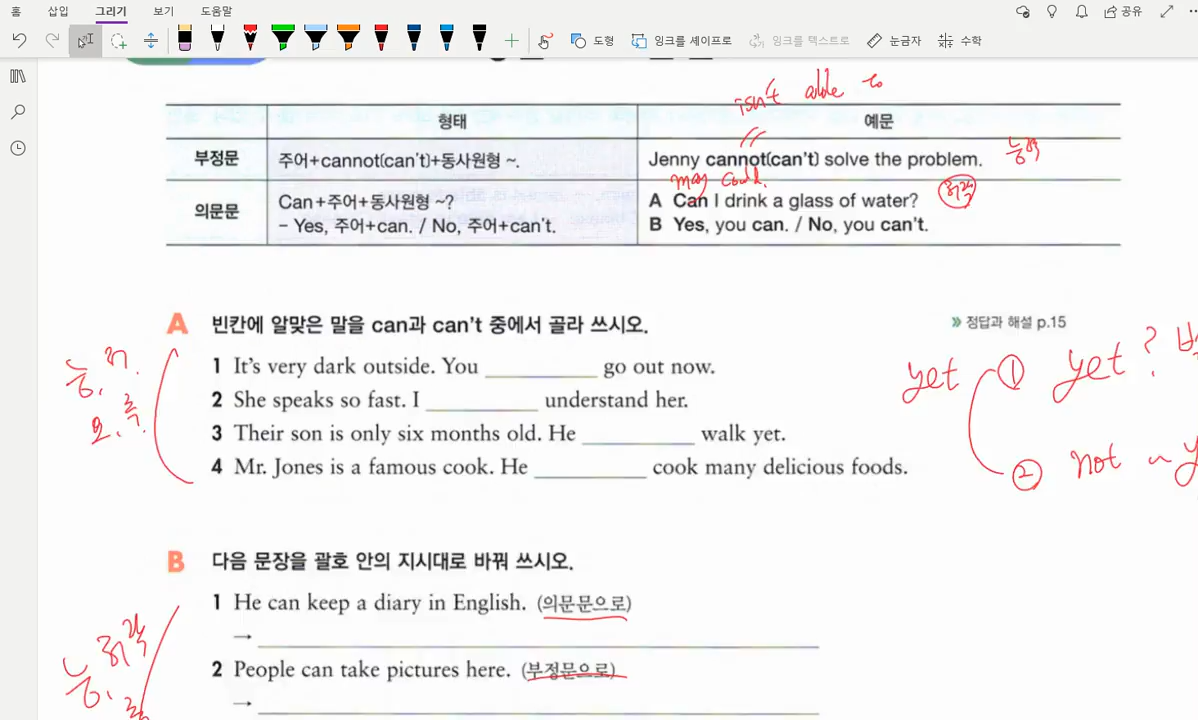 홈 삽입 그리기 보기 도움말
공유
도형 잉크를 셰이프로 잉크를 텍스트로 눈금자 수학
isn't able to
형태 예문
부정문 주어+cannot(can't)+동사원형 ~. Jenny cannot(can't) solve the problem. 능력
may could.
의문문 Can+주어+동사원형 ~? A Can I drink a glass of water? 허락
– Yes, 주어+can. / No, 주어+can't. B Yes, you can. / No, you can't.
A 빈칸에 알맞은 말을 can과 can't 중에서 골라 쓰시오. » 정답과 해설 p.15
1 It's very dark outside. You go out now.
2 She speaks so fast. I understand her.
3 Their son is only six months old. He walk yet.
4 Mr. Jones is a famous cook. He cook many delicious foods.
능. 허.
요. 추.
yet ① yet?
② not ~ y
B 다음 문장을 괄호 안의 지시대로 바꿔 쓰시오.
1 He can keep a diary in English. (의문문으로)
→
2 People can take pictures here. (부정문으로)
→
능. 허락